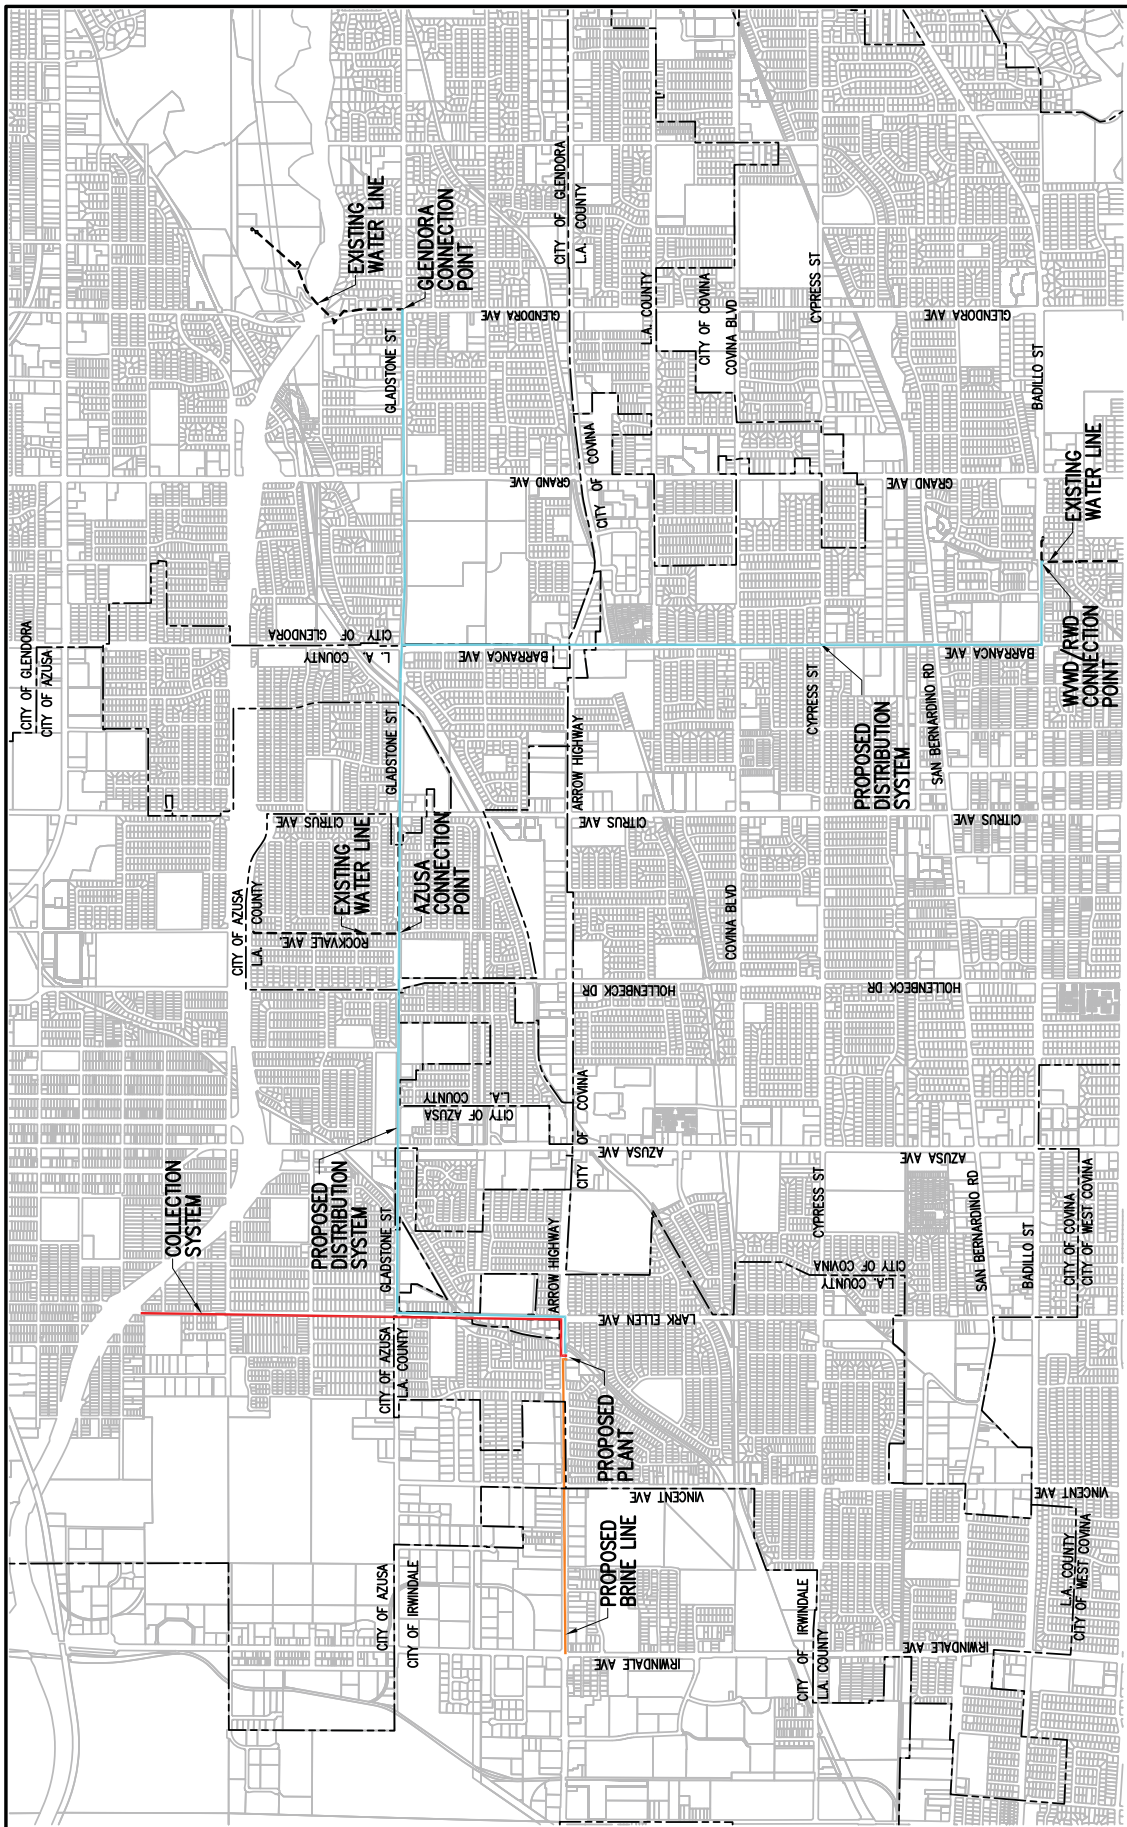 CITY OF GLENDORA
CITY OF AZUSA
COLLECTION
SYSTEM
CITY OF AZUSA
L.A. COUNTY
ROCKVALE AVE
CITRUS AVE
L. A. COUNTY
CITY OF GLENDORA
EXISTING
WATER LINE
EXISTING
WATER LINE
PROPOSED
DISTRIBUTION
SYSTEM
GLADSTONE ST
GLADSTONE ST
GLADSTONE ST
CITY OF AZUSA
CITY OF IRWINDALE
CITY OF AZUSA
L.A. COUNTY
L.A. COUNTY
CITY OF AZUSA
AZUSA
CONNECTION
POINT
GLENDORA
CONNECTION
POINT
BARRANCA AVE
GRAND AVE
GLENDORA AVE
CITY OF GLENDORA
L.A. COUNTY
ARROW HIGHWAY
ARROW HIGHWAY
CITY OF COVINA
CITY OF COVINA
PROPOSED
BRINE LINE
PROPOSED
PLANT
IRWINDALE AVE
VINCENT AVE
LARK ELLEN AVE
AZUSA AVE
HOLLENBECK DR
CITRUS AVE
L.A. COUNTY
CITY OF COVINA
COVINA BLVD
COVINA BLVD
CITY OF IRWINDALE
L.A. COUNTY
CYPRESS ST
CYPRESS ST
CYPRESS ST
CITY OF COVINA
L.A. COUNTY
PROPOSED
DISTRIBUTION
SYSTEM
IRWINDALE AVE
AZUSA AVE
HOLLENBECK DR
CITRUS AVE
BARRANCA AVE
GRAND AVE
GLENDORA AVE
SAN BERNARDINO RD
SAN BERNARDINO RD
BADILLO ST
BADILLO ST
VINCENT AVE
L.A. COUNTY
CITY OF WEST COVINA
CITY OF COVINA
CITY OF WEST COVINA
WVWD/RWD
CONNECTION
POINT
EXISTING
WATER LINE